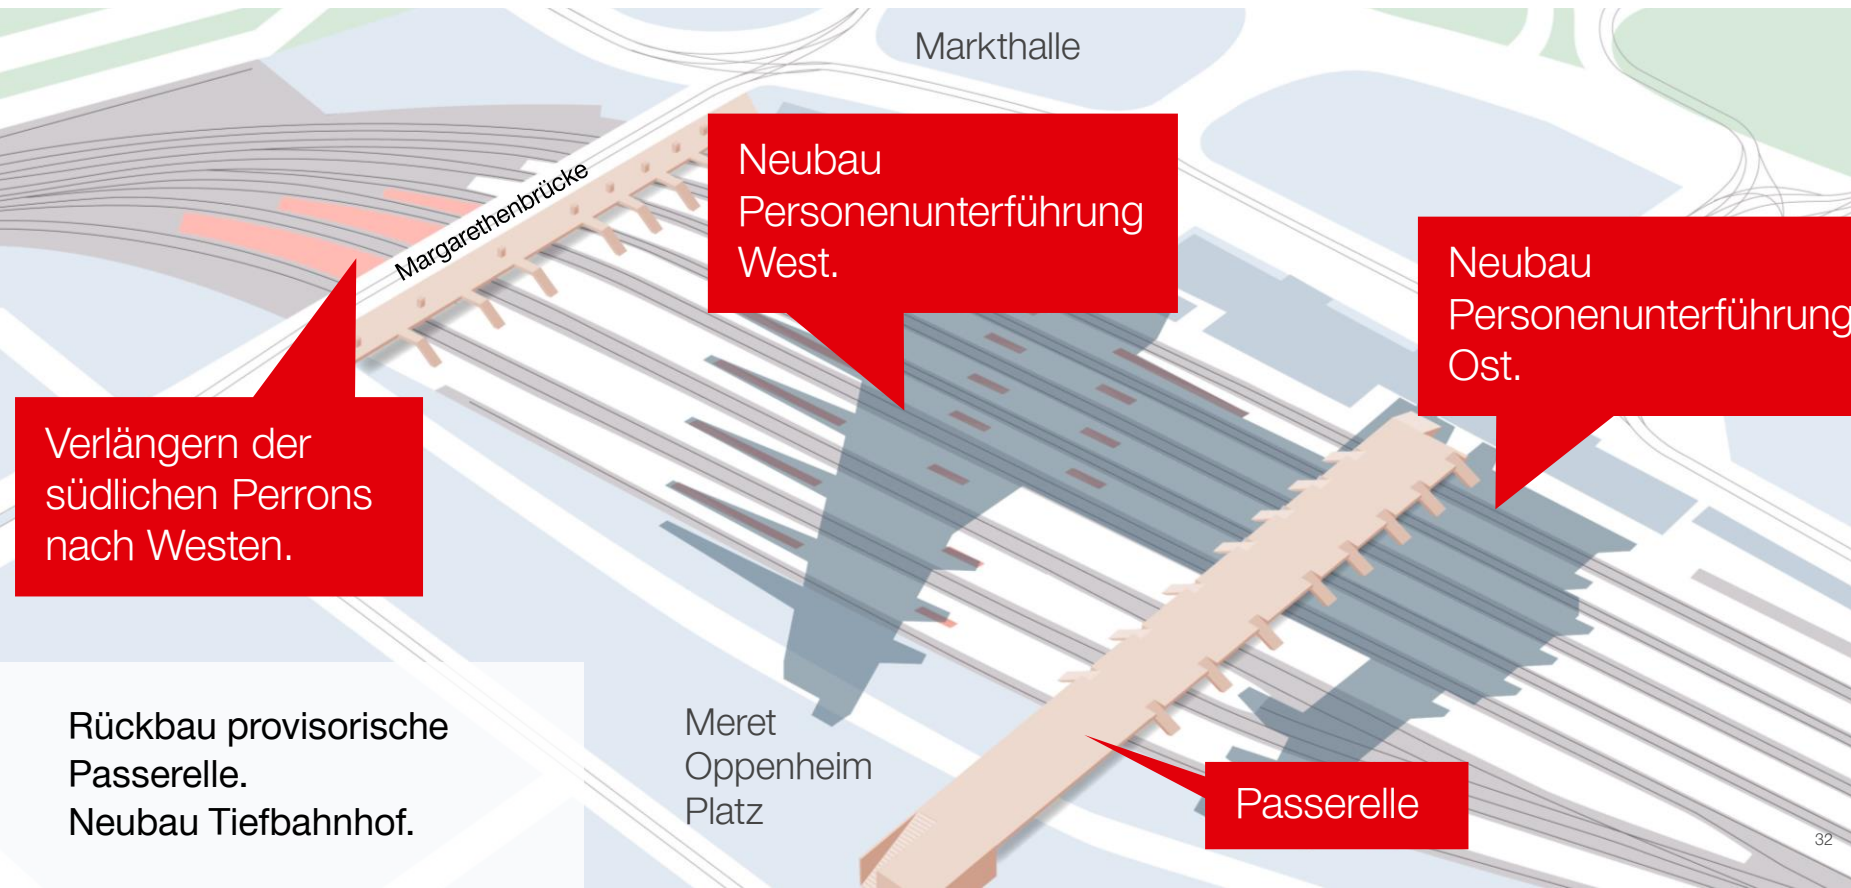 Markthalle
Neubau
Personenunterführung
West.
Margarethenbrücke
Neubau
Personenunterführung
Ost.
Verlängern der
südlichen Perrons
nach Westen.
Rückbau provisorische
Passerelle.
Neubau Tiefbahnhof.
Meret
Oppenheim
Platz
Passerelle
32